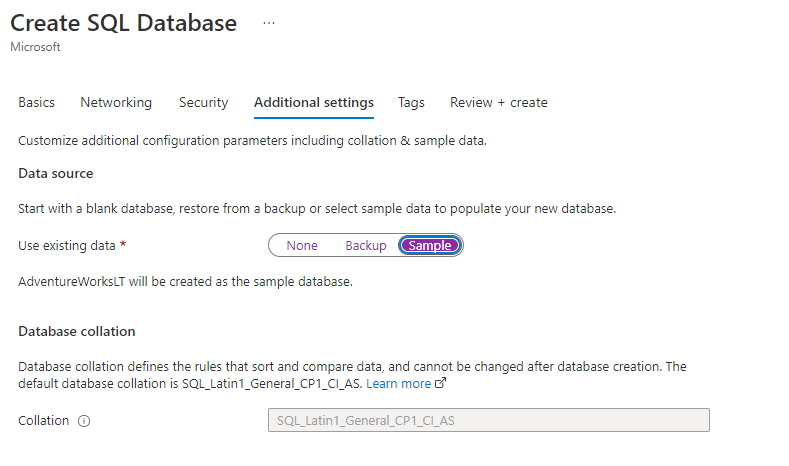 Create SQL Database ...
Microsoft
Basics Networking Security Additional settings Tags Review + create
Customize additional configuration parameters including collation & sample data.
Data source
Start with a blank database, restore from a backup or select sample data to populate your new database.
Use existing data * None Backup Sample
AdventureWorksLT will be created as the sample database.
Database collation
Database collation defines the rules that sort and compare data, and cannot be changed after database creation. The
default database collation is SQL_Latin1_General_CP1_CI_AS. Learn more
Collation SQL_Latin1_General_CP1_CI_AS